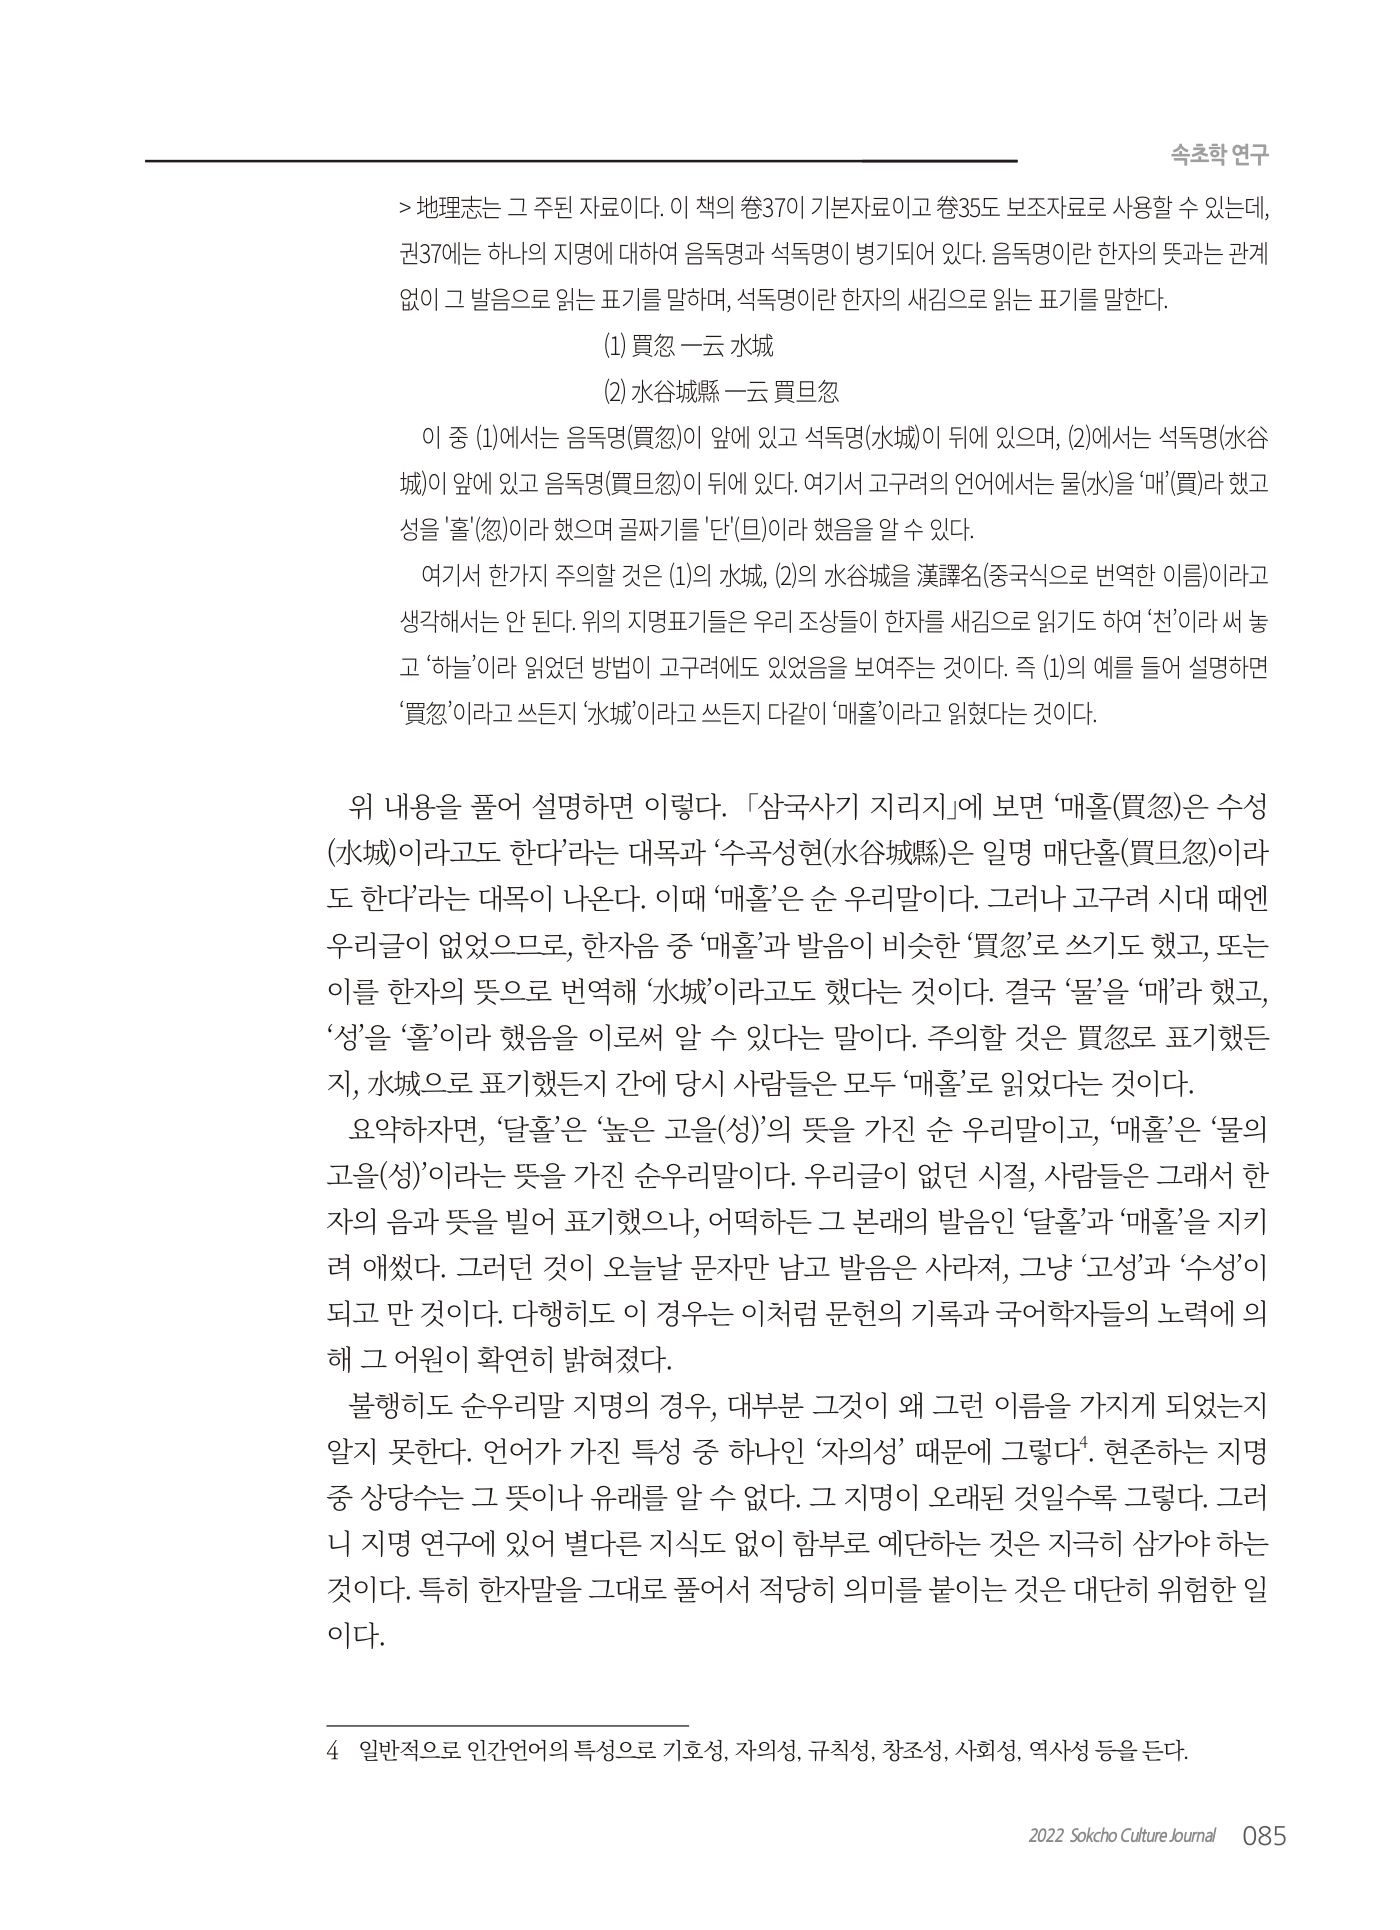 속초학 연구
> 地理志는 그 주된 자료이다. 이 책의 卷37이 기본자료이고 卷35도 보조자료로 사용할 수 있는데,
권37에는 하나의 지명에 대하여 음독명과 석독명이 병기되어 있다. 음독명이란 한자의 뜻과는 관계
없이 그 발음으로 읽는 표기를 말하며, 석독명이란 한자의 새김으로 읽는 표기를 말한다.
(1) 買忽 一云 水城
(2) 水谷城縣 一云 買旦忽
이 중 (1)에서는 음독명(買忽)이 앞에 있고 석독명(水城)이 뒤에 있으며, (2)에서는 석독명(水谷
城)이 앞에 있고 음독명(買旦忽)이 뒤에 있다. 여기서 고구려의 언어에서는 물(水)을 ‘매’(買)라 했고
성을 '홀'(忽)이라 했으며 골짜기를 '단'(旦)이라 했음을 알 수 있다.
여기서 한가지 주의할 것은 (1)의 水城, (2)의 水谷城을 漢譯名(중국식으로 번역한 이름)이라고
생각해서는 안 된다. 위의 지명표기들은 우리 조상들이 한자를 새김으로 읽기도 하여 ‘천’이라 써 놓
고 ‘하늘’이라 읽었던 방법이 고구려에도 있었음을 보여주는 것이다. 즉 (1)의 예를 들어 설명하면
‘買忽’이라고 쓰든지 ‘水城’이라고 쓰든지 다같이 ‘매홀’이라고 읽혔다는 것이다.
위 내용을 풀어 설명하면 이렇다. 「삼국사기 지리지」에 보면 ‘매홀(買忽)은 수성
(水城)이라고도 한다’라는 대목과 ‘수곡성현(水谷城縣)은 일명 매단홀(買旦忽)이라
도 한다’라는 대목이 나온다. 이때 ‘매홀’은 순 우리말이다. 그러나 고구려 시대 때엔
우리글이 없었으므로, 한자음 중 ‘매홀’과 발음이 비슷한 ‘買忽’로 쓰기도 했고, 또는
이를 한자의 뜻으로 번역해 ‘水城’이라고도 했다는 것이다. 결국 ‘물’을 ‘매’라 했고,
‘성’을 ‘홀’이라 했음을 이로써 알 수 있다는 말이다. 주의할 것은 買忽로 표기했든
지, 水城으로 표기했든지 간에 당시 사람들은 모두 ‘매홀’로 읽었다는 것이다.
요약하자면, ‘달홀’은 ‘높은 고을(성)’의 뜻을 가진 순 우리말이고, ‘매홀’은 ‘물의
고을(성)’이라는 뜻을 가진 순우리말이다. 우리글이 없던 시절, 사람들은 그래서 한
자의 음과 뜻을 빌어 표기했으나, 어떡하든 그 본래의 발음인 ‘달홀’과 ‘매홀’을 지키
려 애썼다. 그러던 것이 오늘날 문자만 남고 발음은 사라져, 그냥 ‘고성’과 ‘수성’이
되고 만 것이다. 다행히도 이 경우는 이처럼 문헌의 기록과 국어학자들의 노력에 의
해 그 어원이 확연히 밝혀졌다.
불행히도 순우리말 지명의 경우, 대부분 그것이 왜 그런 이름을 가지게 되었는지
알지 못한다. 언어가 가진 특성 중 하나인 ‘자의성’ 때문에 그렇다4. 현존하는 지명
중 상당수는 그 뜻이나 유래를 알 수 없다. 그 지명이 오래된 것일수록 그렇다. 그러
니 지명 연구에 있어 별다른 지식도 없이 함부로 예단하는 것은 지극히 삼가야 하는
것이다. 특히 한자말을 그대로 풀어서 적당히 의미를 붙이는 것은 대단히 위험한 일
이다.
4 일반적으로 인간언어의 특성으로 기호성, 자의성, 규칙성, 창조성, 사회성, 역사성 등을 든다.
2022 Sokcho Culture Journal 085